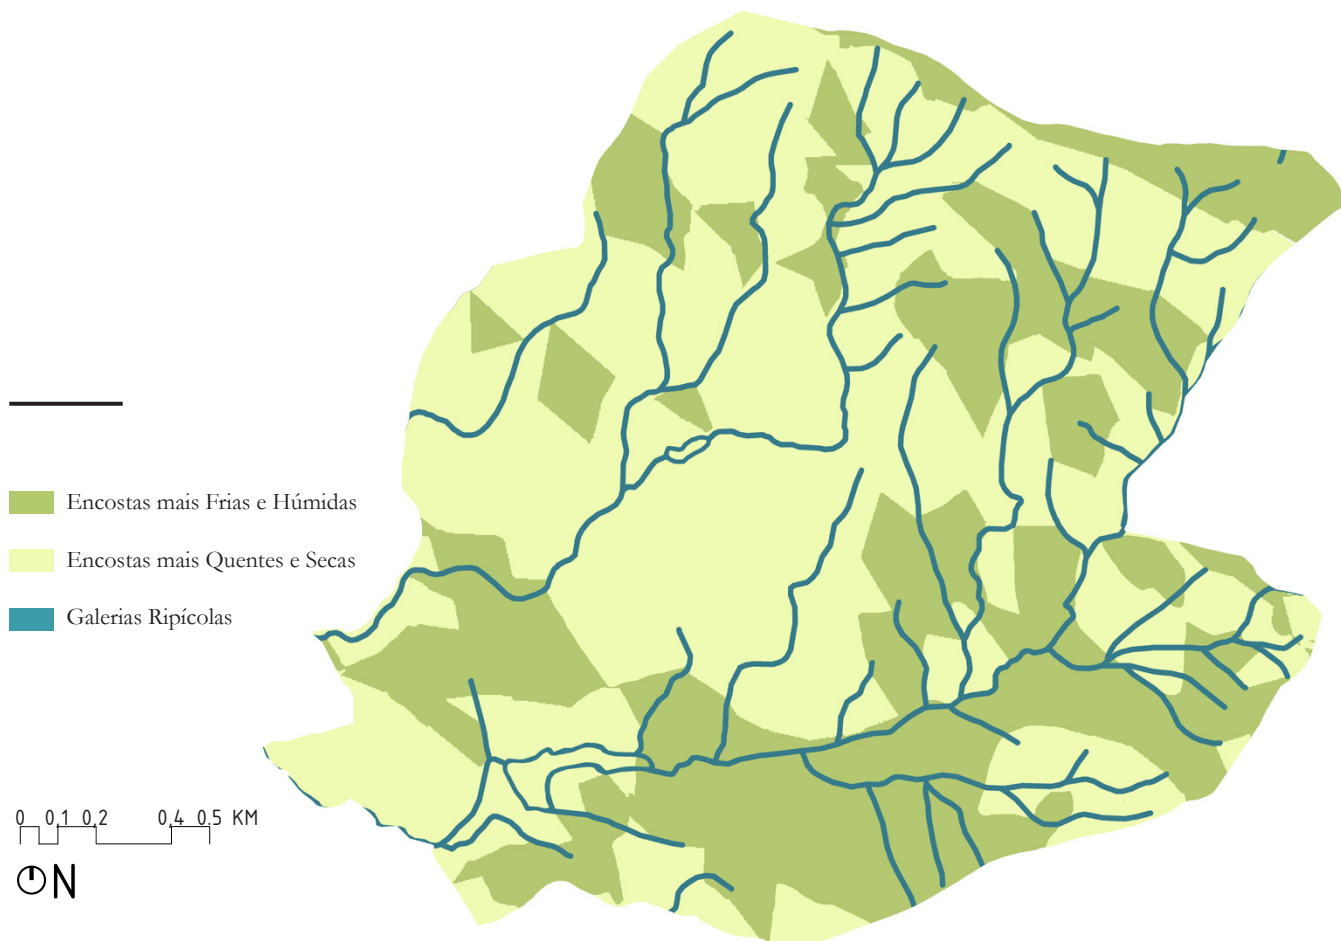 Encostas mais Frias e Húmidas
Encostas mais Quentes e Secas
Galerias Ripícolas
0 0,1 0,2 0,4 0,5 KM
N